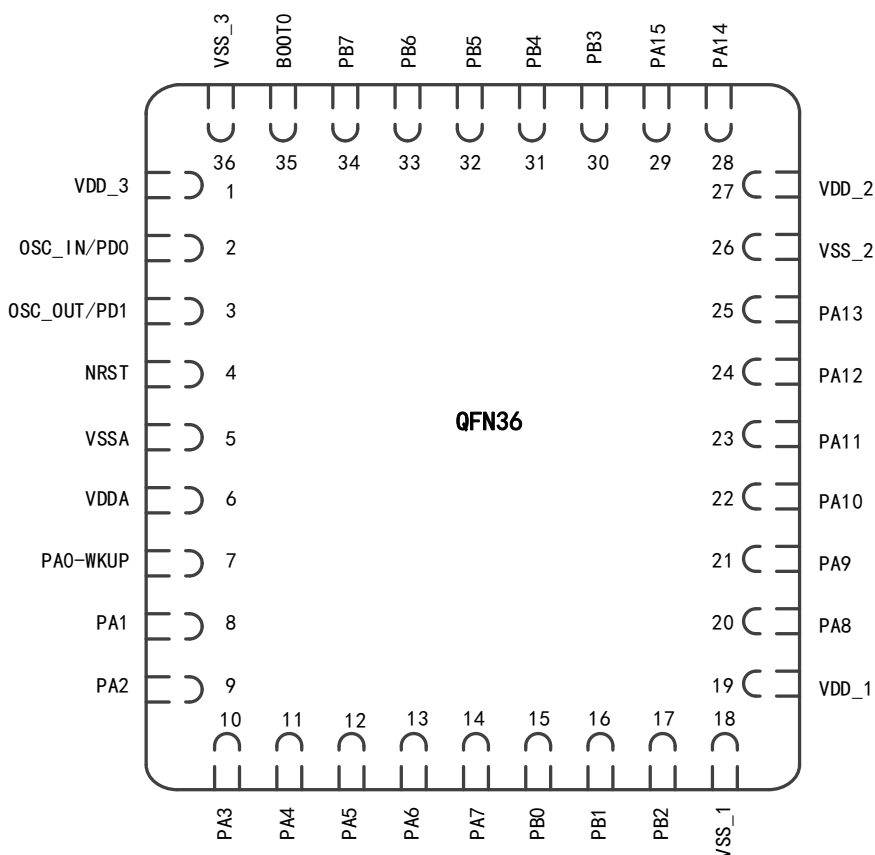 VSS_3
BOOT0
PB7
PB6
PB5
PB4
PB3
PA15
PA14
36
35
34
33
32
31
30
29
28
VDD_3
1
27
VDD_2
OSC_IN/PD0
2
26
VSS_2
OSC_OUT/PD1
3
25
PA13
NRST
4
24
PA12
QFN36
VSSA
5
23
PA11
VDDA
6
22
PA10
PA0-WKUP
7
21
PA9
PA1
8
20
PA8
PA2
9
19
VDD_1
10
11
12
13
14
15
16
17
18
PA3
PA4
PA5
PA6
PA7
PB0
PB1
PB2
VSS_1